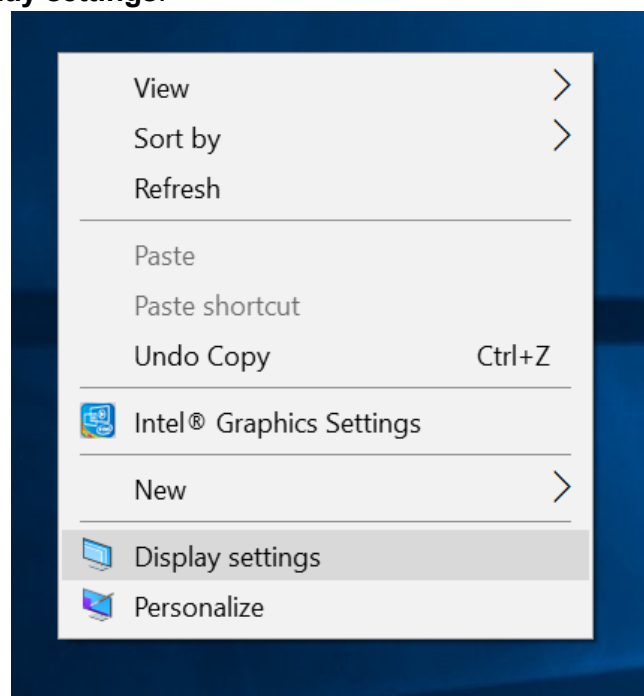 View
Sort by
Refresh
Paste
Paste shortcut
Undo Copy Ctrl+Z
Intel® Graphics Settings
New
Display settings
Personalize